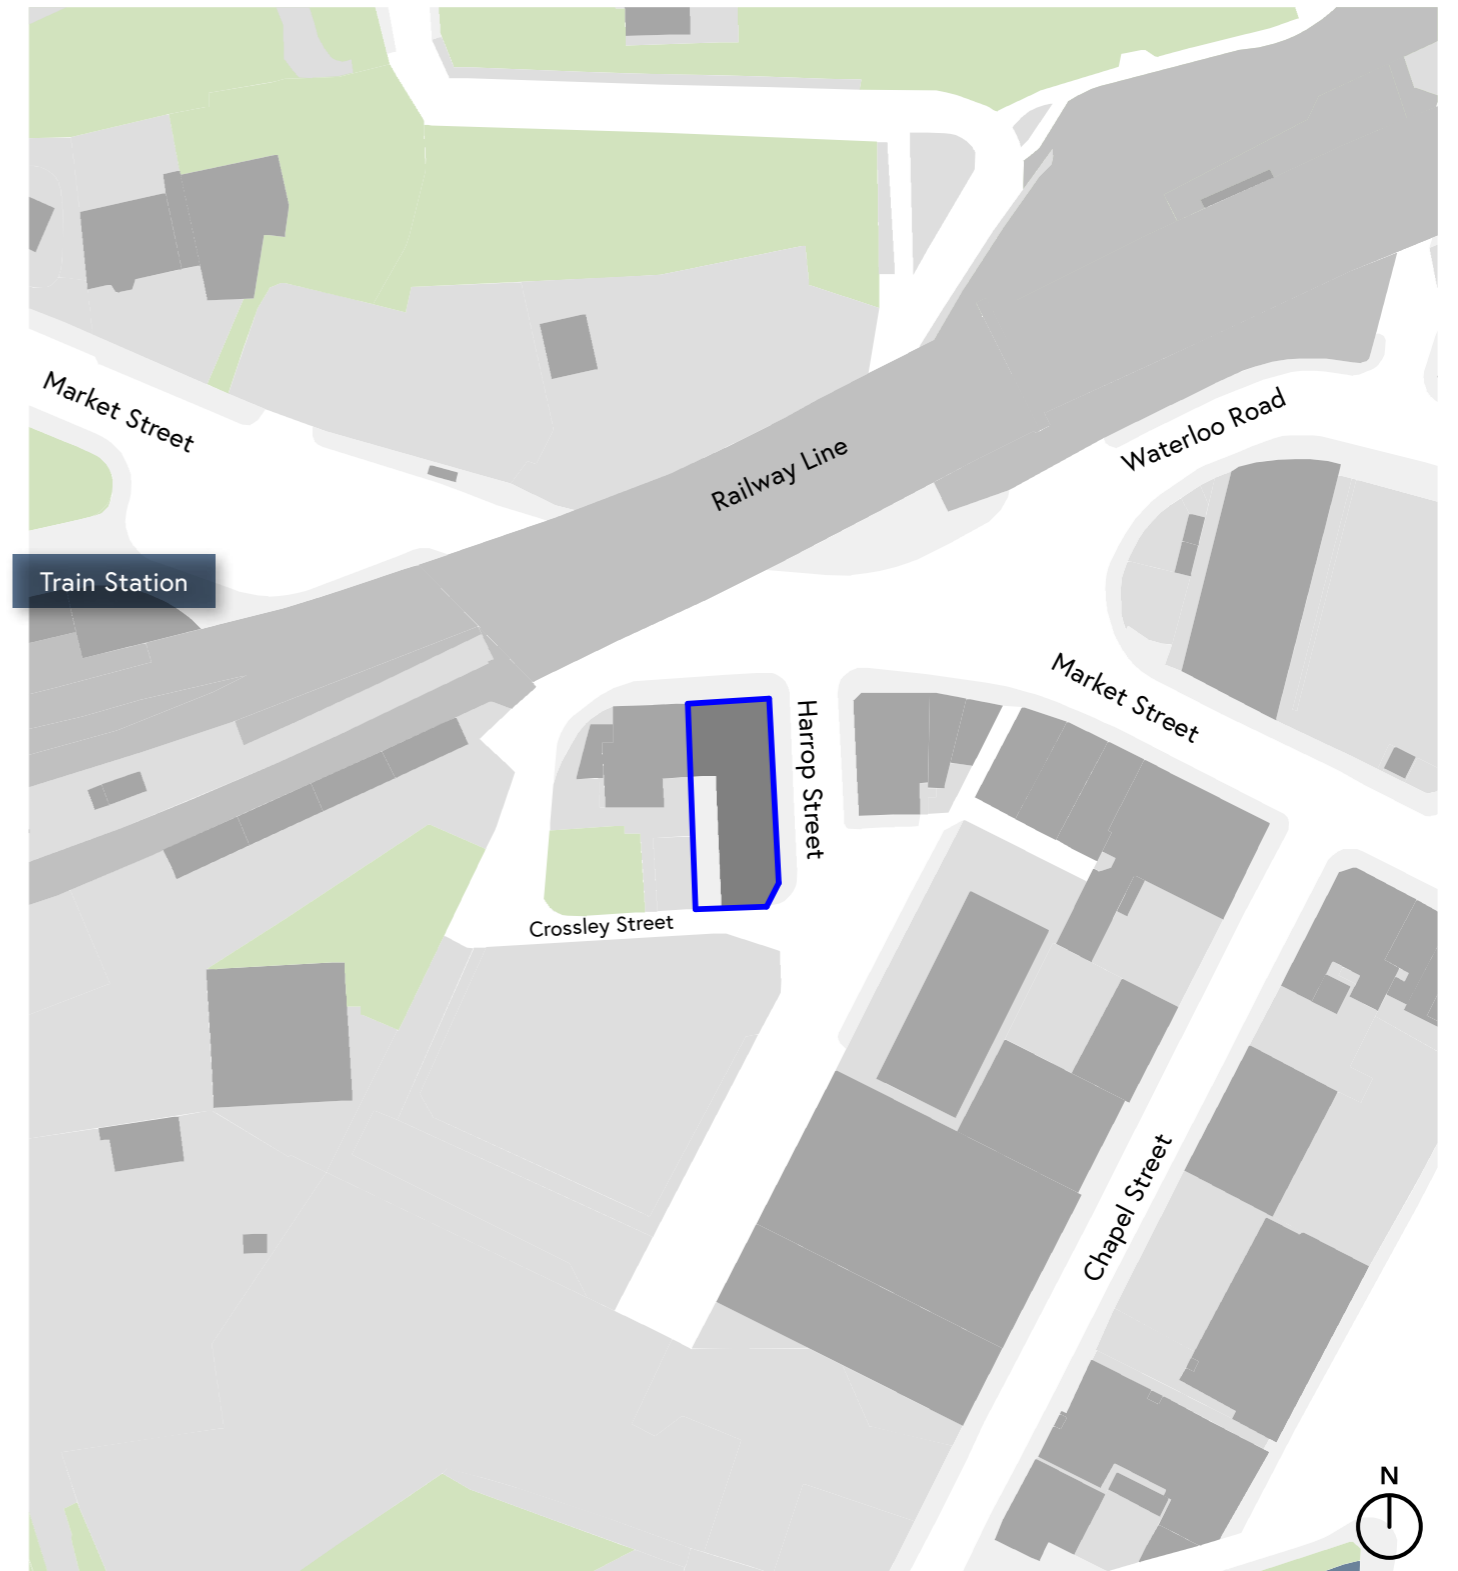 Market Street
Railway Line
Waterloo Road
Train Station
Market Street
Harrop Street
Crossley Street
Chapel Street
N